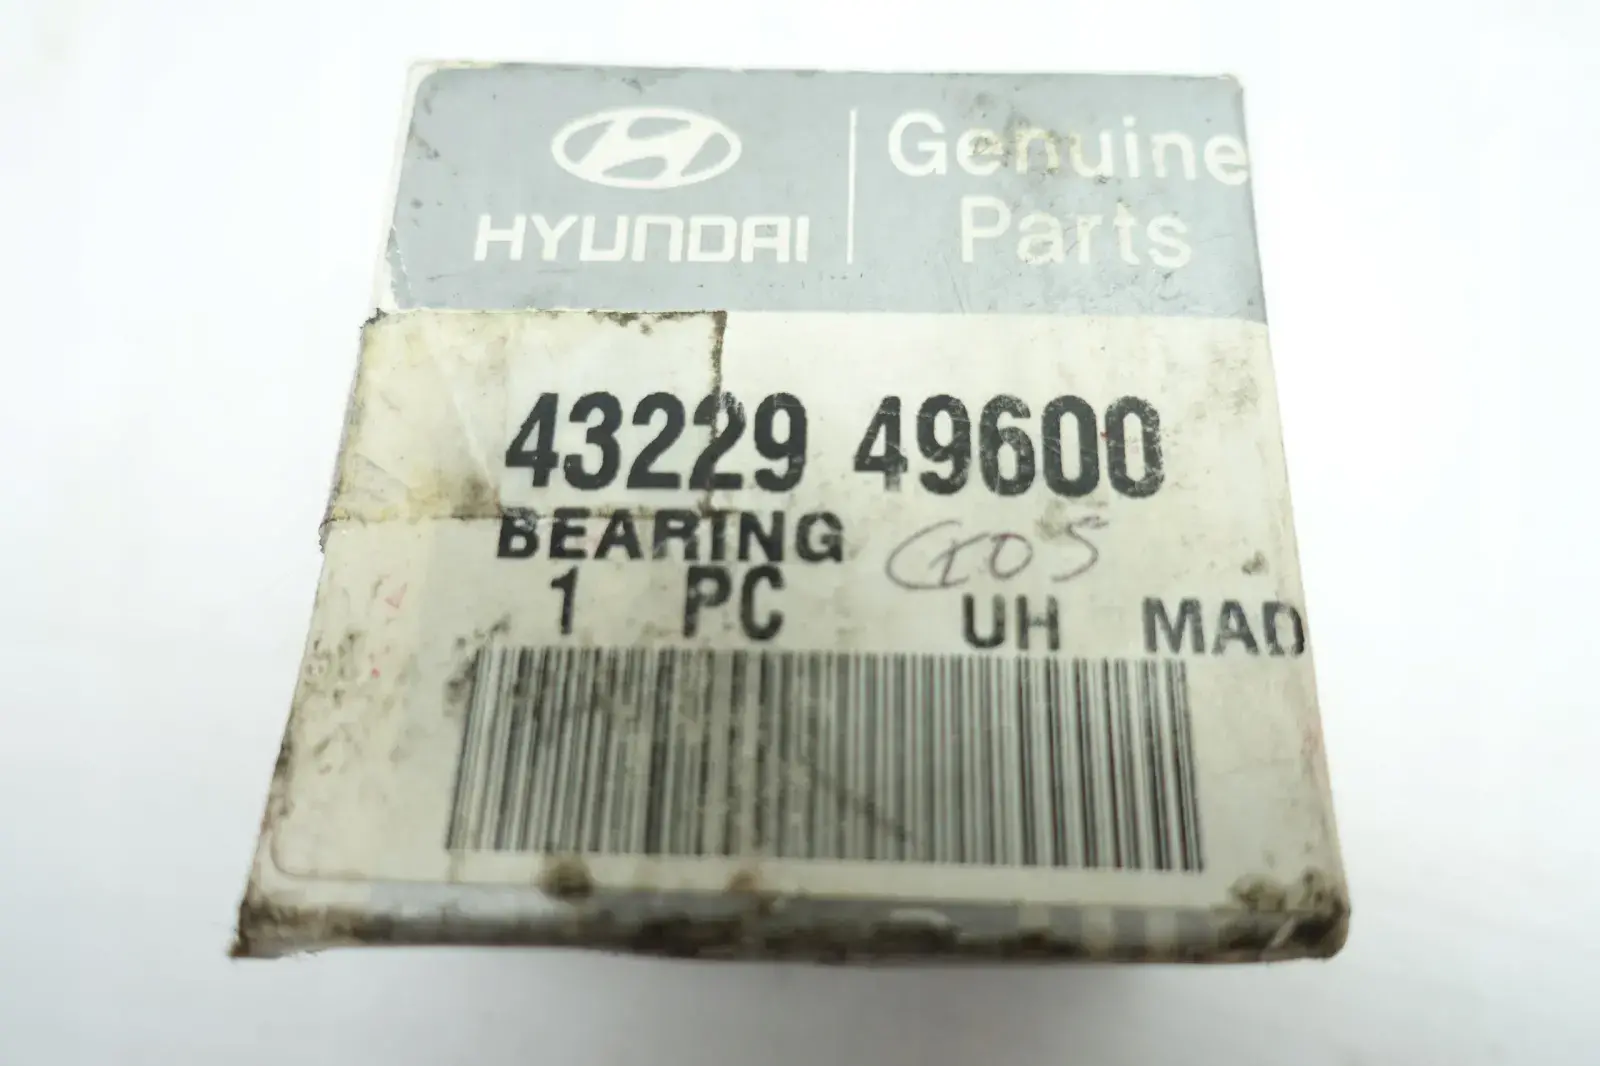 HYUNDAI
Genuine
Parts
43229 49600
BEARING
1 PC UH MAD